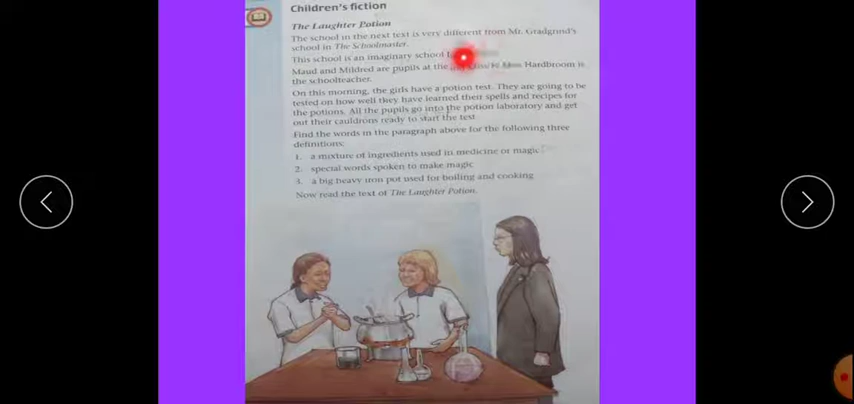 Children's fiction
The Laughter Potion
The school in the next text is very different from Mr. Gradgrind's
school in The Schoolmaster.
This school is an imaginary school
Maud and Mildred are pupils at the Hardbroom is
the schoolteacher.
On this morning, the girls have a potion test. They are going to be
tested on how well they have learned their spells and recipes for
the potions. All the pupils go into the potion laboratory and get
out their cauldrons ready to start the test
Find the words in the paragraph above for the following three
definitions:
1. a mixture of ingredients used in medicine or magic
2. special words spoken to make magic
3. a big heavy iron pot used for boiling and cooking
Now read the text of The Laughter Potion.